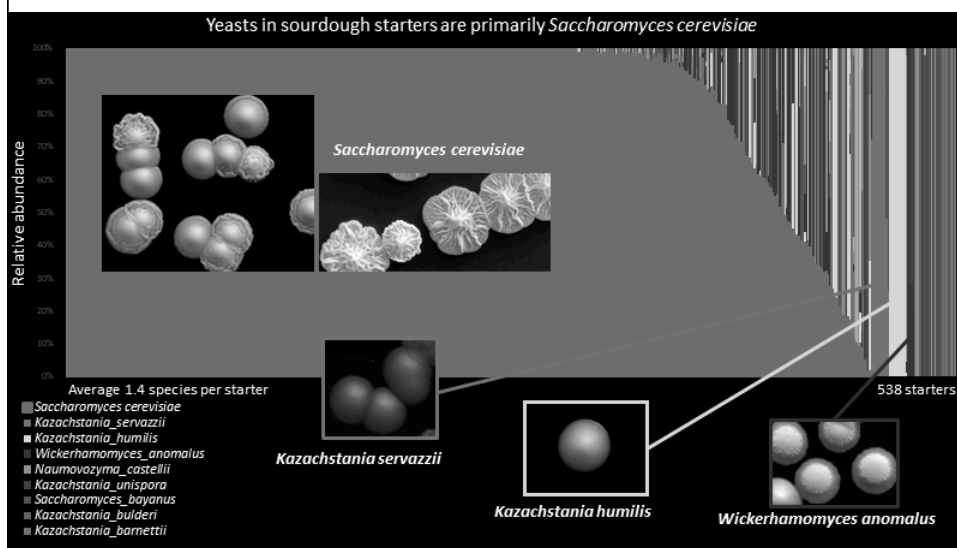 Yeasts in sourdough starters are primarily Saccharomyces cerevisiae
100%
90%
80%
70%
60%
50%
40%
30%
20%
10%
0%
Relative abundance
Saccharomyces cerevisiae
Average 1.4 species per starter
538 starters
Saccharomyces_cerevisiae
Kazachstania_servazzii
Kazachstania_humilis
Wickerhamomyces_anomalus
Naumovozyma_castellii
Kazachstania_unispora
Saccharomyces_bayanus
Kazachstania_bulderi
Kazachstania_barnettii
Kazachstania servazzii
Kazachstania humilis
Wickerhamomyces anomalus